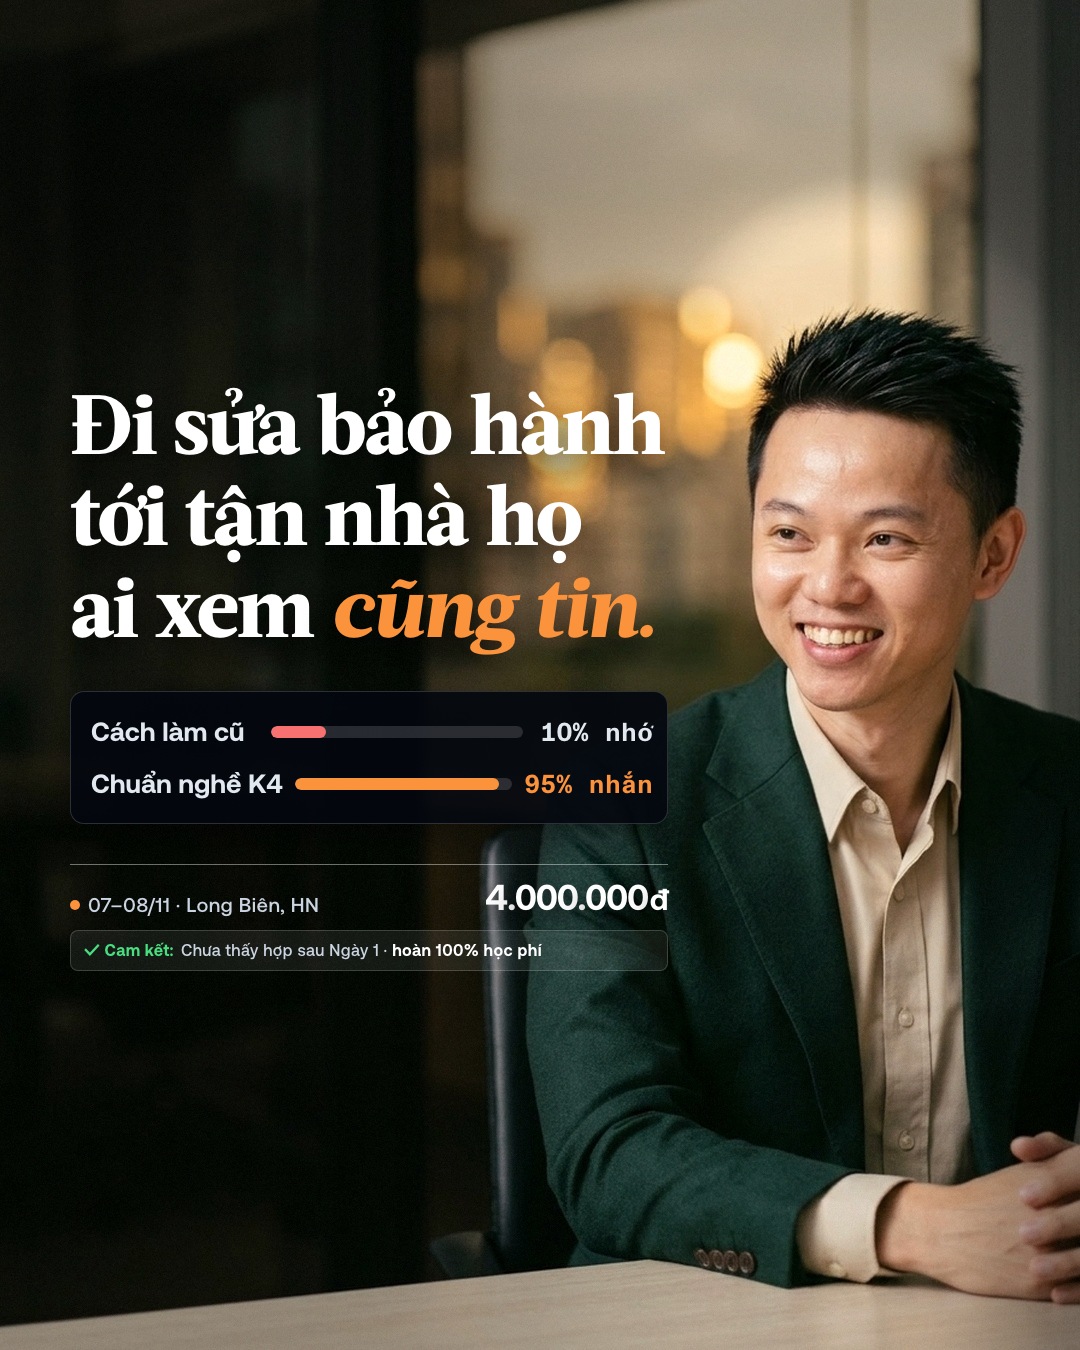 Đi sửa bảo hành
tới tận nhà họ
ai xem cũng tin.
Cách làm cũ 10% nhớ
Chuẩn nghề K4 95% nhắn
07–08/11 · Long Biên, HN 4.000.000đ
✓ Cam kết: Chưa thấy hợp sau Ngày 1 · hoàn 100% học phí